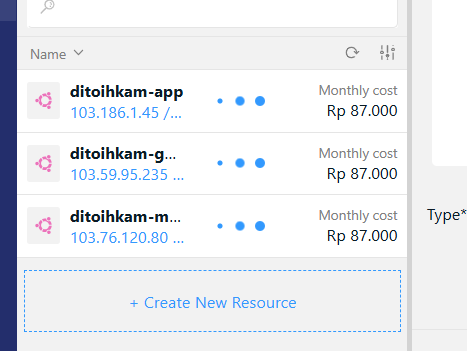 Name
ditoihkam-app
103.186.1.45 /...
Monthly cost
Rp 87.000
ditoihkam-g...
103.59.95.235 ...
Monthly cost
Rp 87.000
ditoihkam-m...
103.76.120.80 ...
Monthly cost
Rp 87.000
+ Create New Resource
Type*